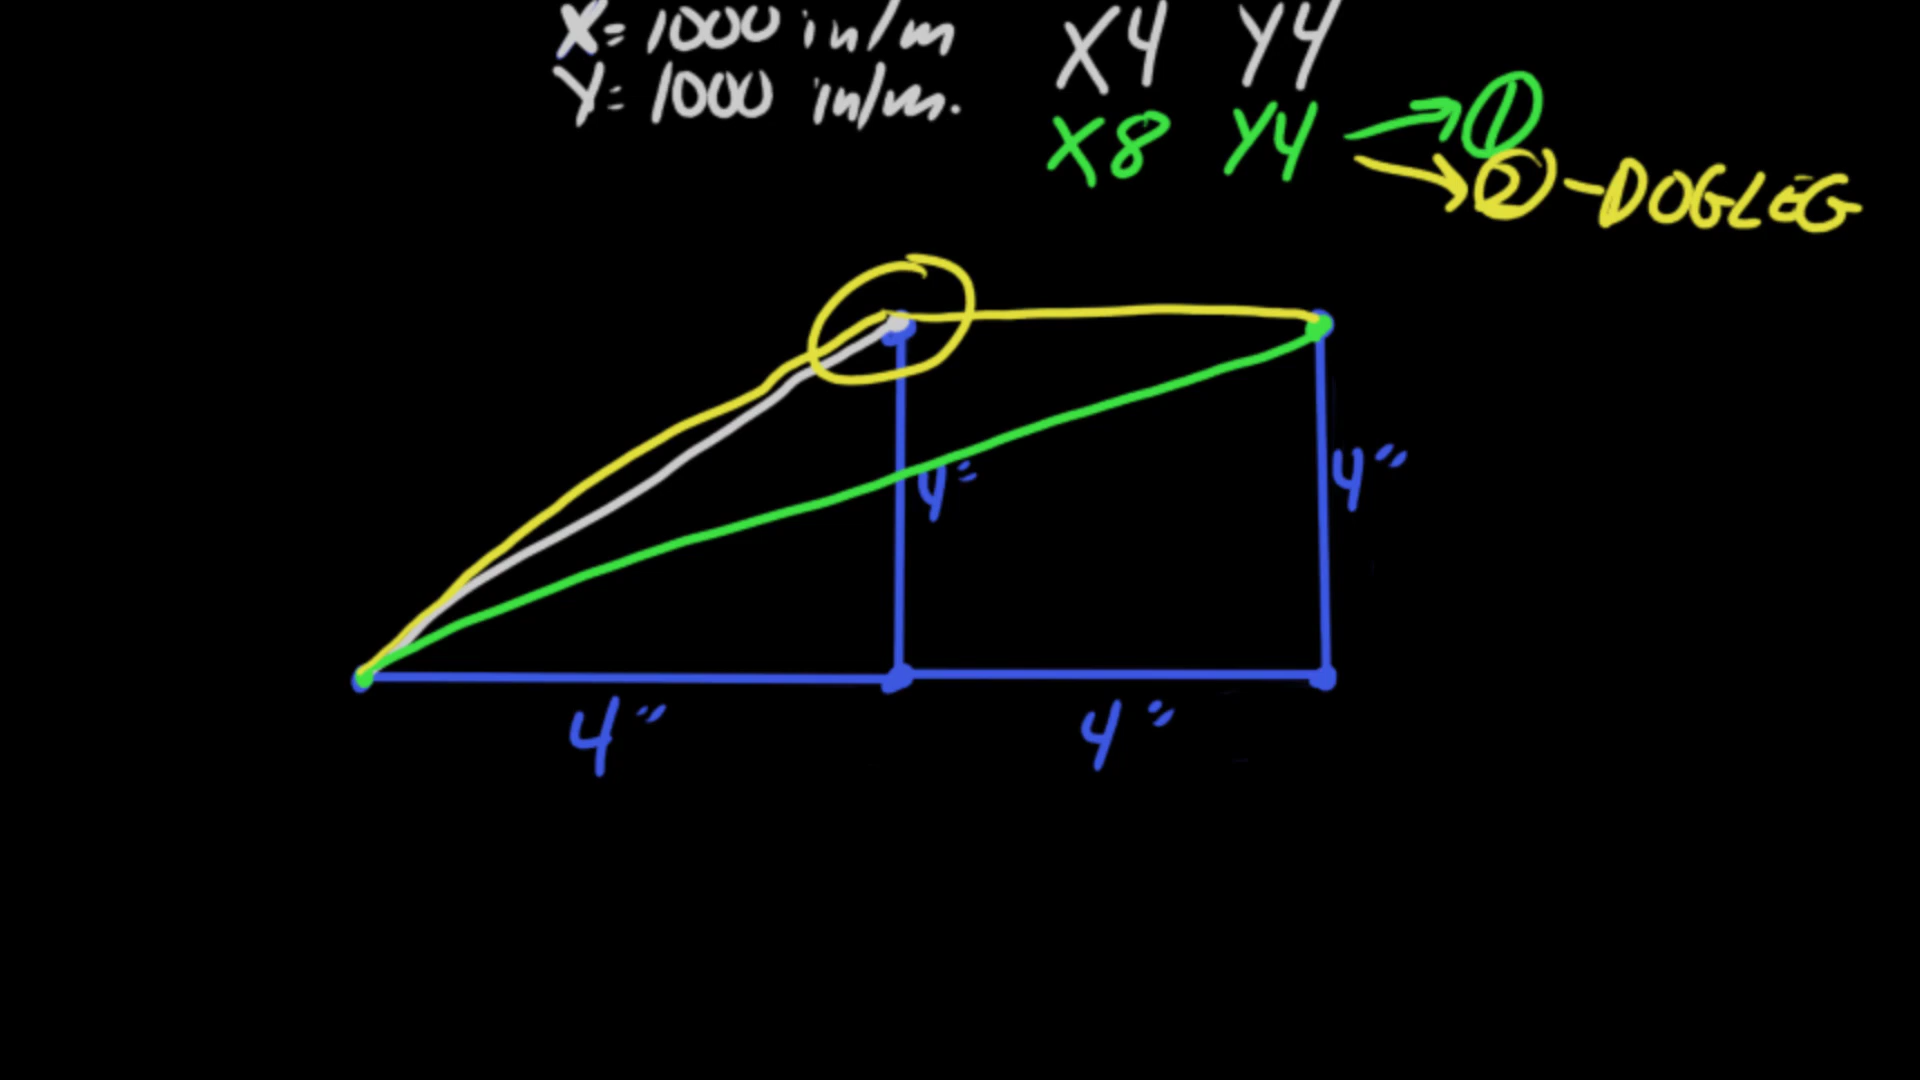 X= 1000 in/m X4 Y4
Y= 1000 in/m.
X8 Y4 → 1
→ 2 - DOGLEG
4"
4"
4"
4"